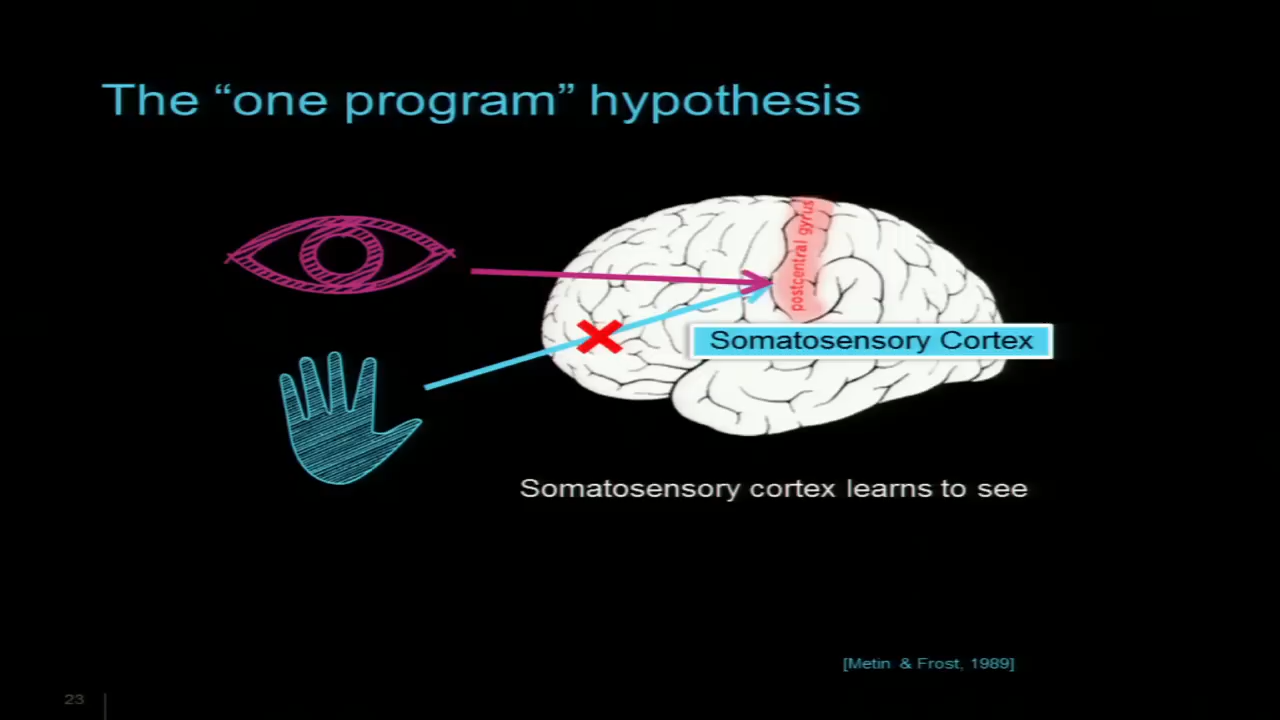 The “one program” hypothesis
postcentral gyrus
Somatosensory Cortex
Somatosensory cortex learns to see
[Metin & Frost, 1989]
23